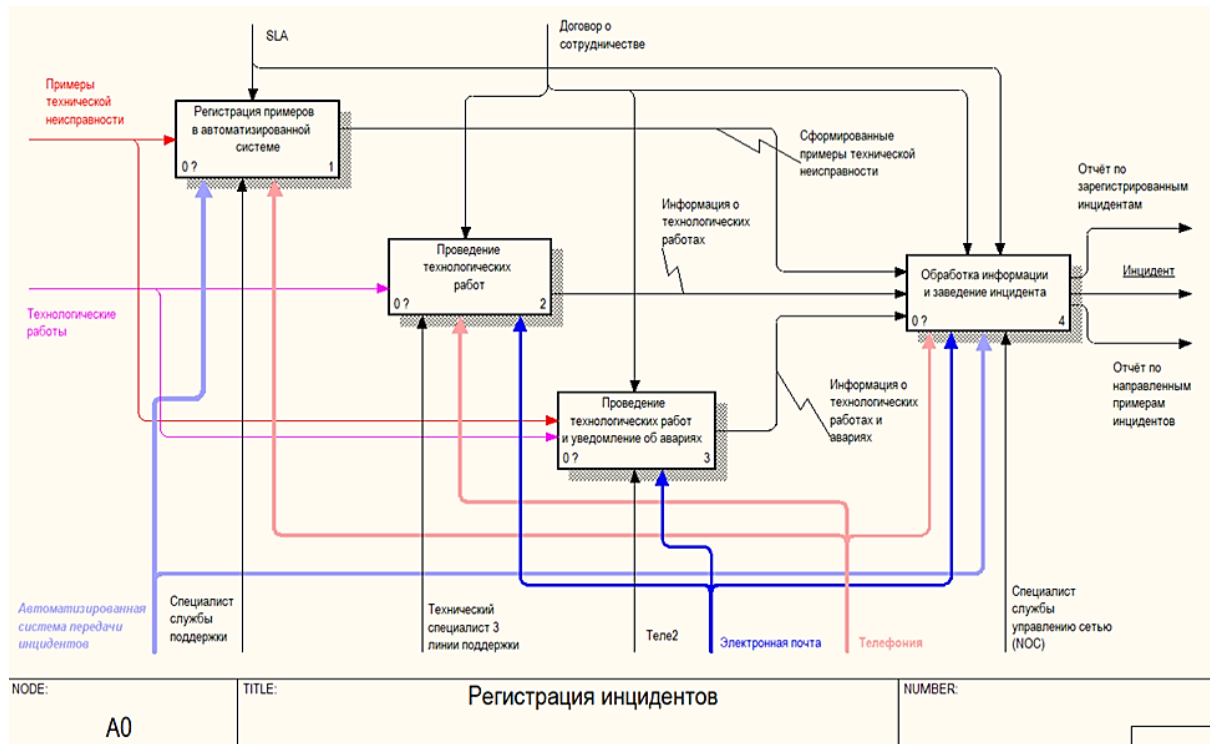 SLA
Договор о
сотрудничестве
Примеры
технической
неисправности
Регистрация примеров
в автоматизированной
системе
0 ?
1
Сформированные
примеры технической
неисправности
Отчёт по
зарегистрированным
инцидентам
Информация о
технологических
работах
Проведение
технологических
работ
0 ?
2
Обработка информации
и заведение инцидента
0 ?
4
Инцидент
Технологические
работы
Отчёт по
направленным
примерам
инцидентов
Проведение
технологических работ
и уведомление об авариях
0 ?
3
Информация о
технологических
работах и
авариях
Автоматизированная
система передачи
инцидентов
Специалист
службы
поддержки
Технический
специалист 3
линии поддержки
Теле2
Электронная почта
Телефония
Специалист
службы
управлению сетью
(NOC)
NODE:
A0
TITLE:
Регистрация инцидентов
NUMBER: